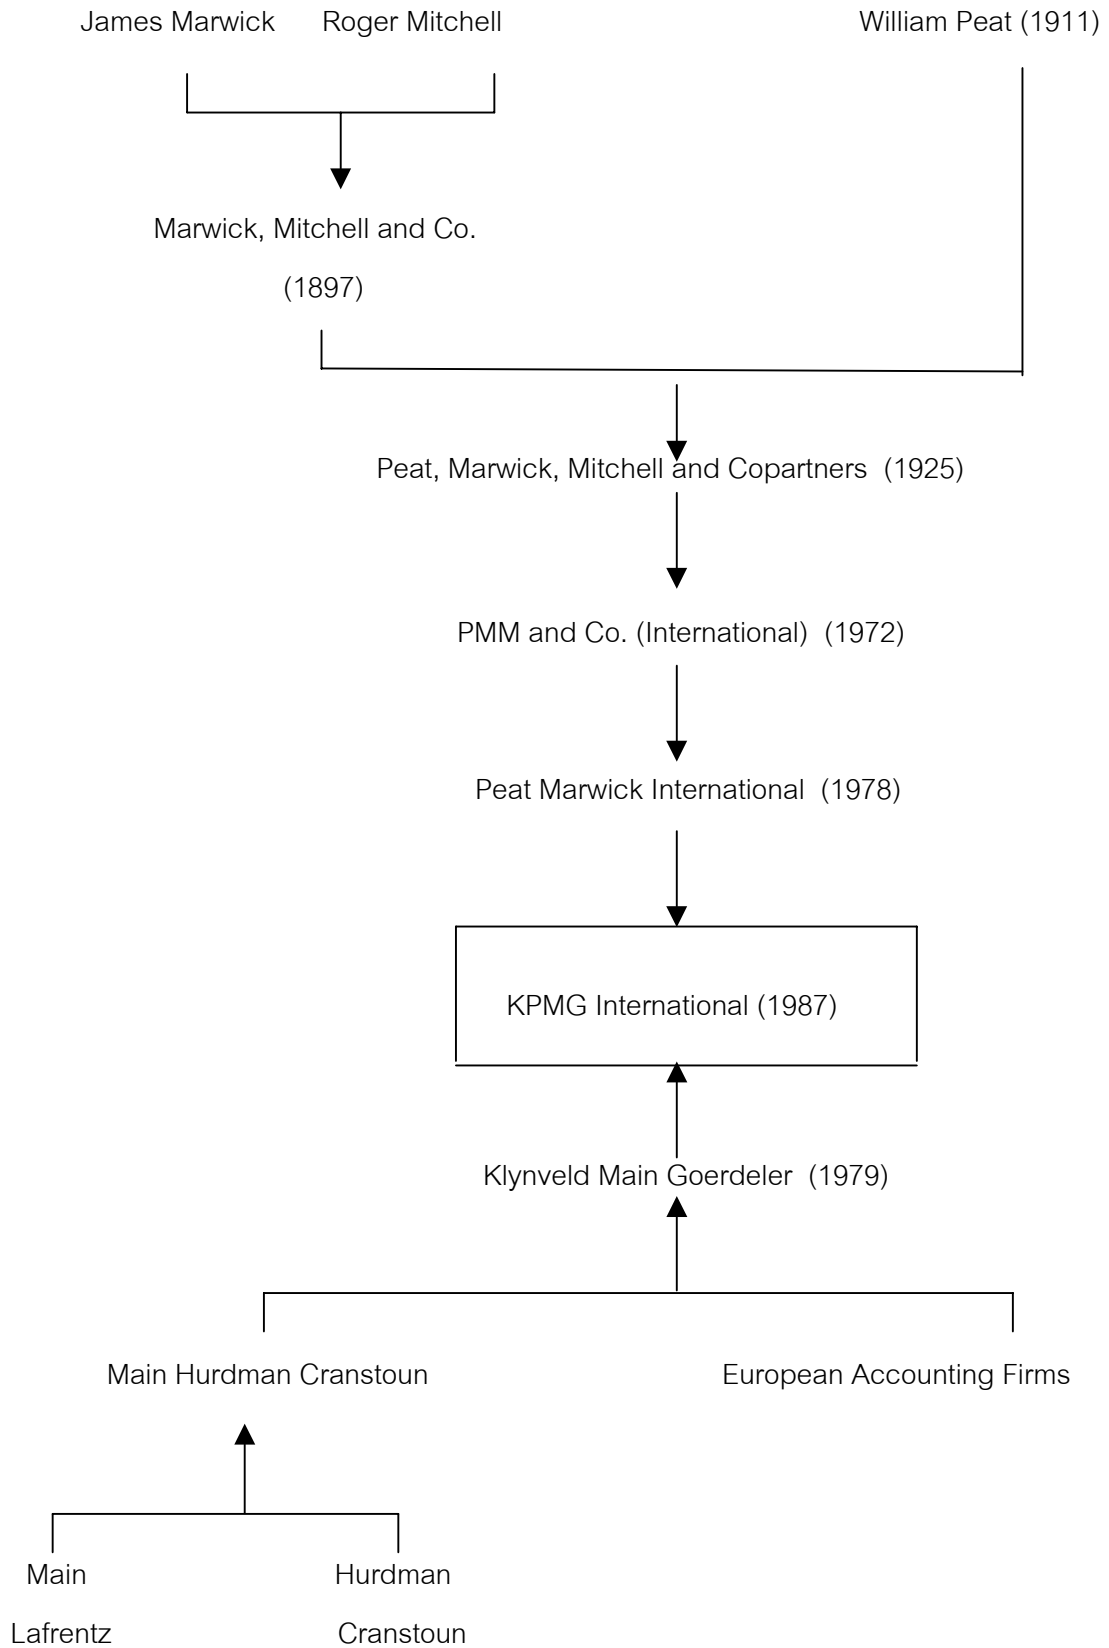 James Marwick Roger Mitchell William Peat (1911)
Marwick, Mitchell and Co.
(1897)
Peat, Marwick, Mitchell and Copartners (1925)
PMM and Co. (International) (1972)
Peat Marwick International (1978)
KPMG International (1987)
Klynveld Main Goerdeler (1979)
Main Hurdman Cranstoun European Accounting Firms
Main Hurdman
Lafrentz Cranstoun